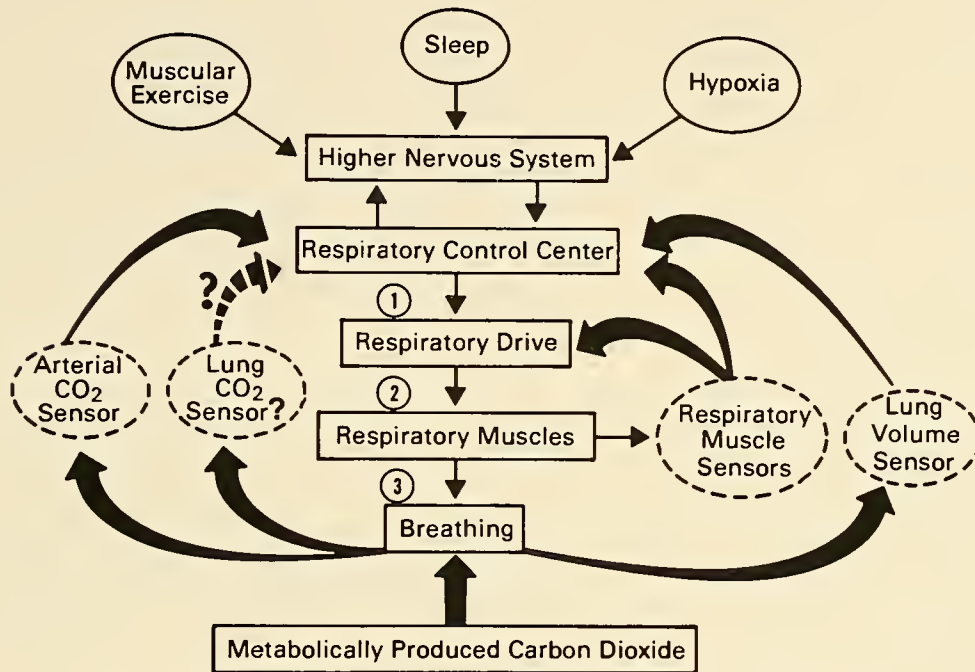 Sleep
Muscular
Exercise
Hypoxia
Higher Nervous System
Respiratory Control Center
?
1
Respiratory Drive
Arterial
CO₂
Sensor
Lung
CO₂
Sensor?
2
Respiratory Muscles
Respiratory
Muscle
Sensors
Lung
Volume
Sensor
3
Breathing
Metabolically Produced Carbon Dioxide